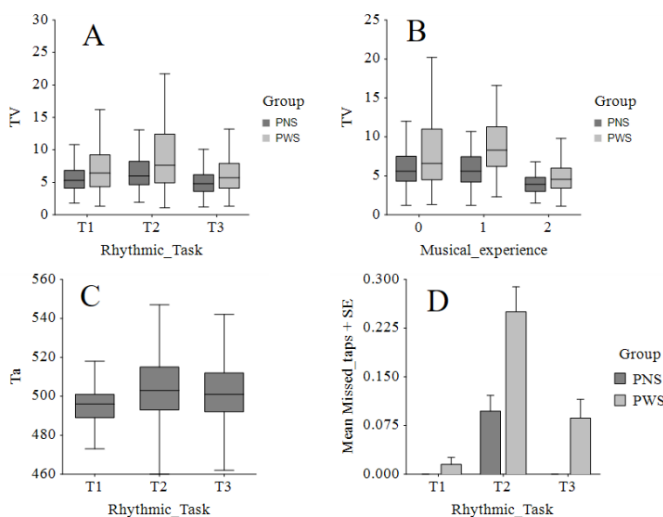 A
TV
30
25
20
15
10
5
0
T1 T2 T3
Rhythmic_Task
Group
PNS
PWS
B
TV
25
20
15
10
5
0
0 1 2
Musical_experience
Group
PNS
PWS
C
Ta
560
540
520
500
480
460
T1 T2 T3
Rhythmic_Task
D
Mean Missed_taps + SE
0.300
0.225
0.150
0.075
0.000
T1 T2 T3
Rhythmic_Task
Group
PNS
PWS